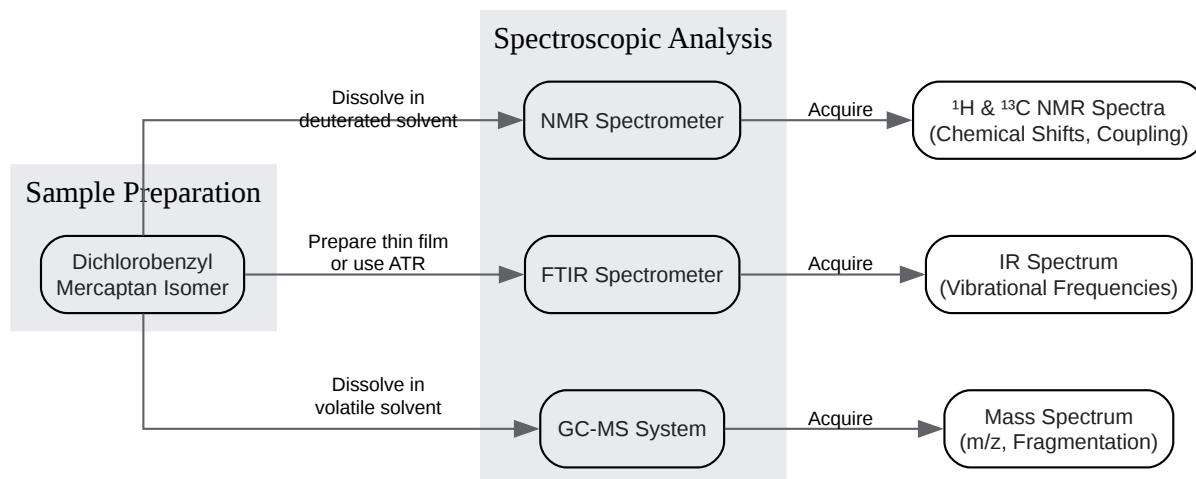 Spectroscopic Analysis
Dissolve in
deuterated solvent
NMR Spectrometer
Acquire
¹H & ¹³C NMR Spectra
(Chemical Shifts, Coupling)
Sample Preparation
Dichlorobenzyl
Mercaptan Isomer
Prepare thin film
or use ATR
FTIR Spectrometer
Acquire
IR Spectrum
(Vibrational Frequencies)
Dissolve in
volatile solvent
GC-MS System
Acquire
Mass Spectrum
(m/z, Fragmentation)